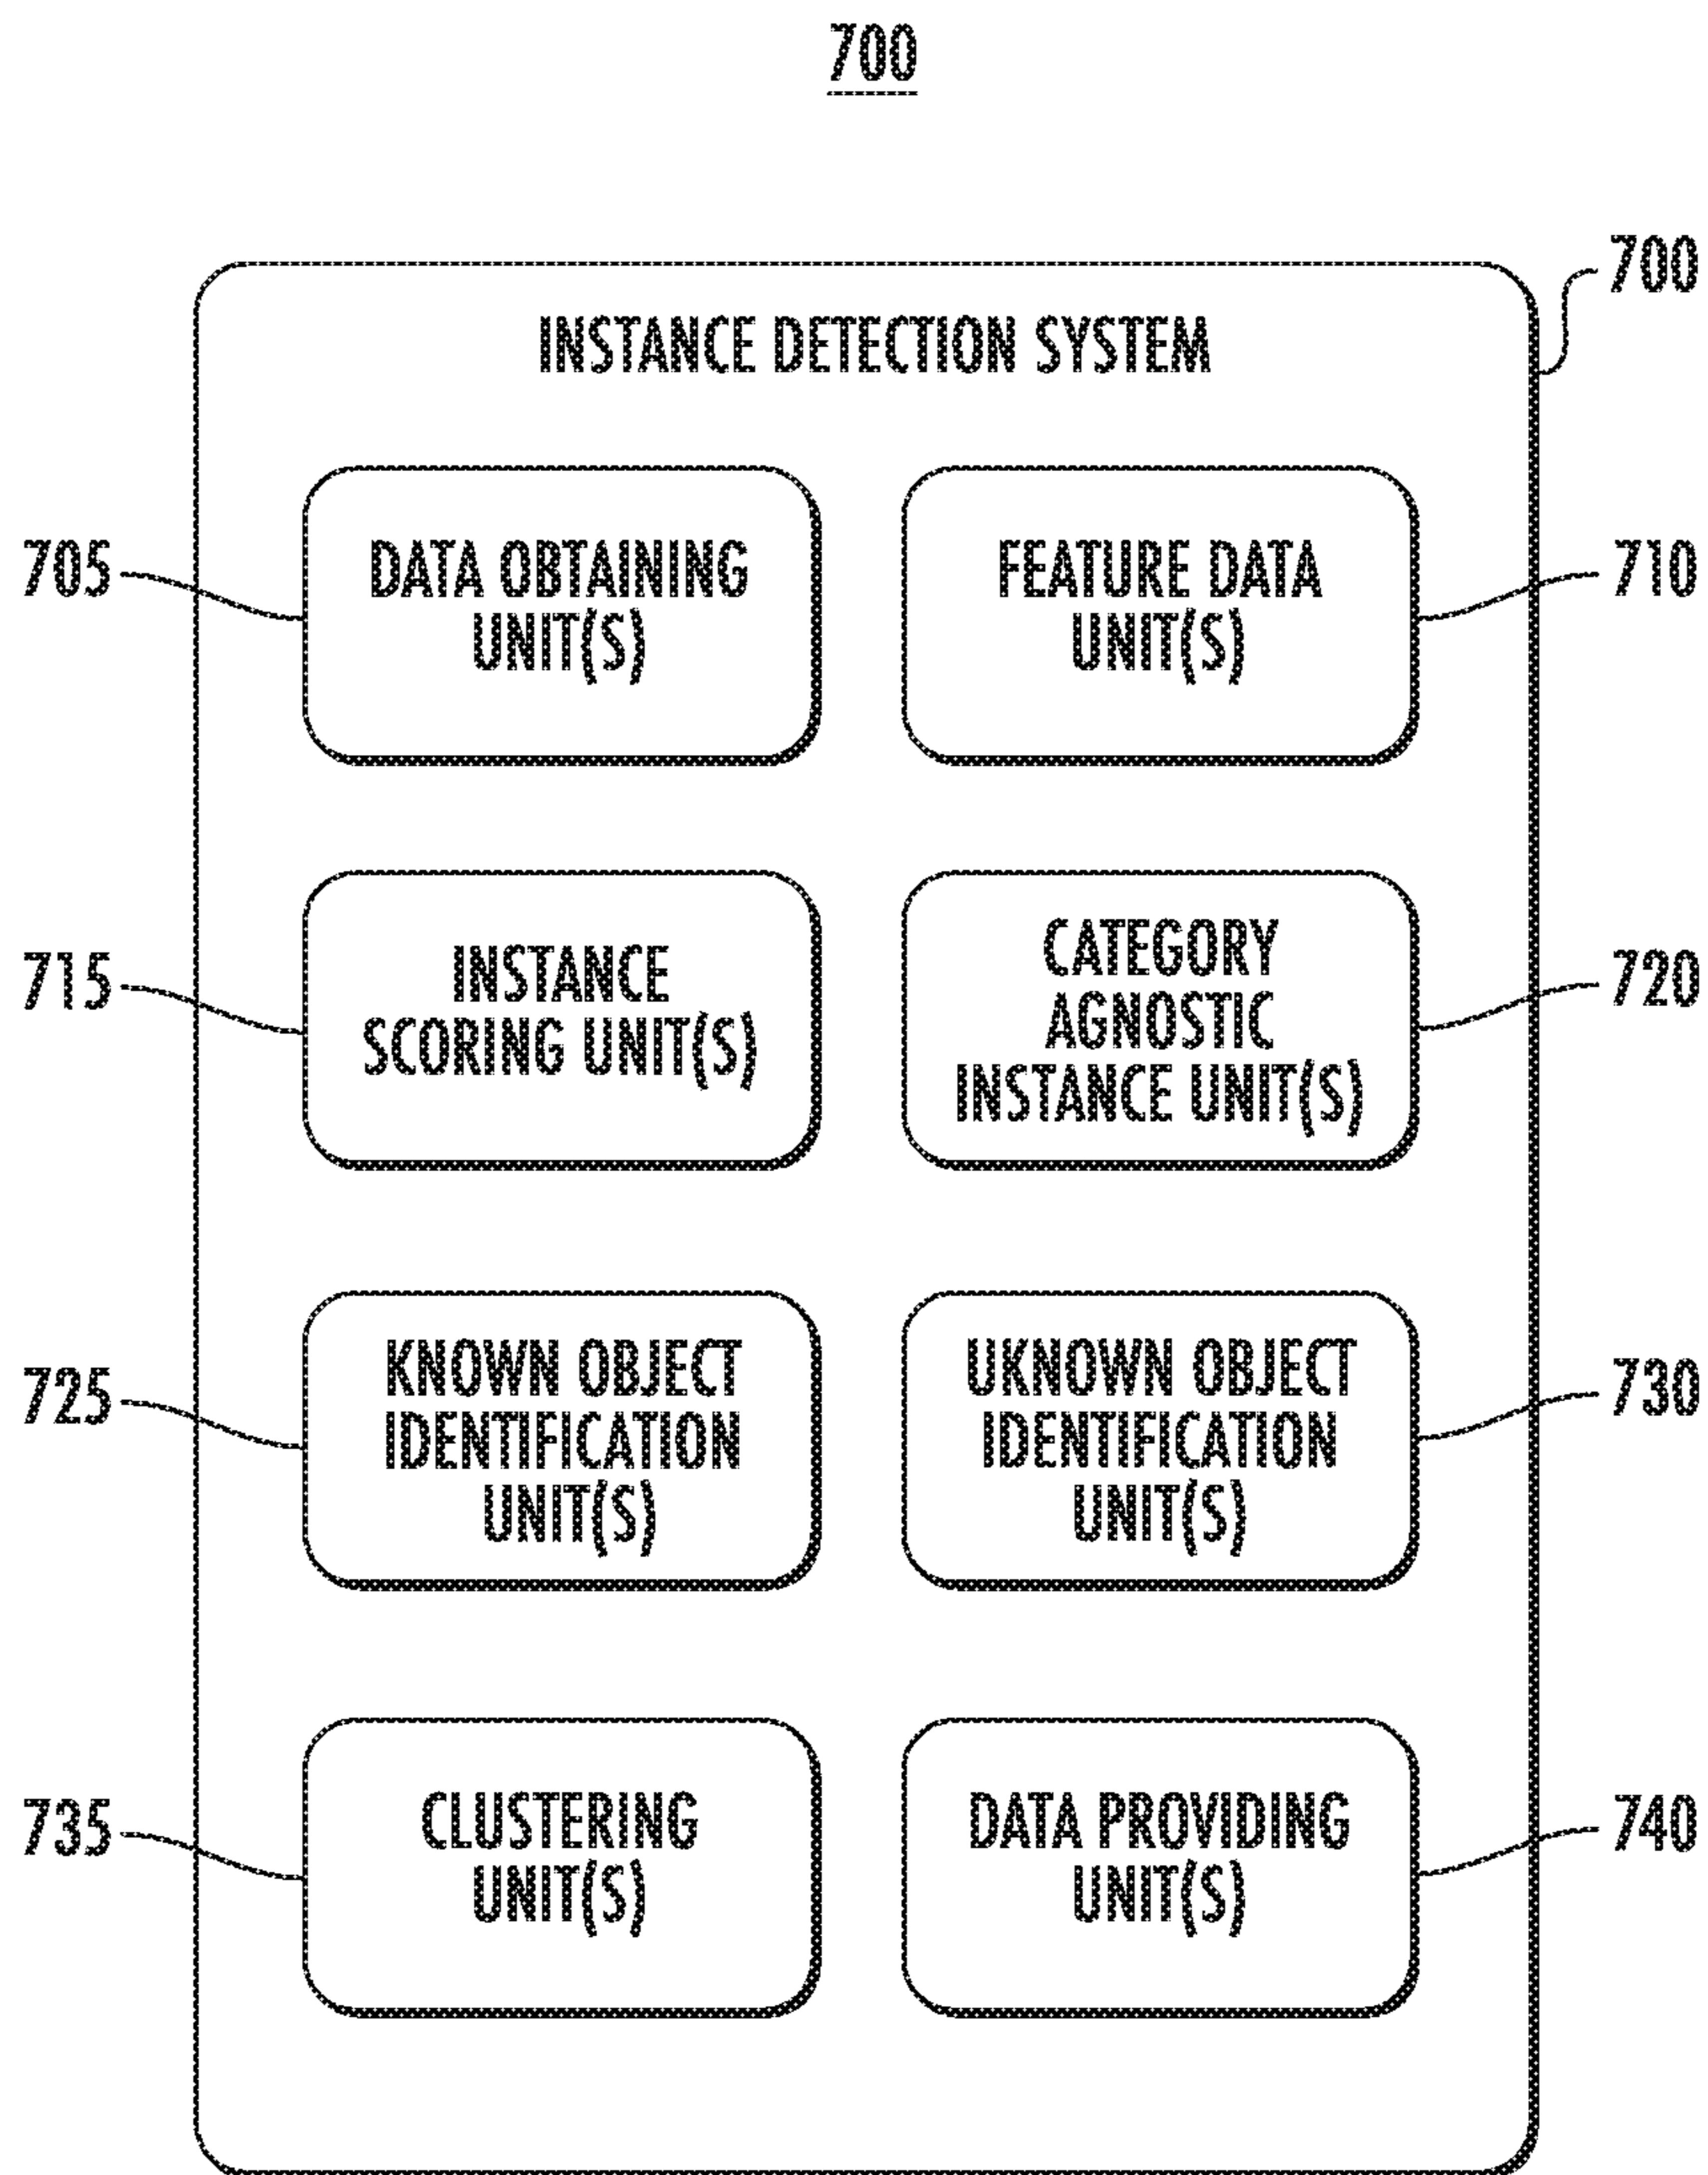 700
700
INSTANCE DETECTION SYSTEM
705
DATA OBTAINING
UNIT(S)
FEATURE DATA
UNIT(S)
710
715
INSTANCE
SCORING UNIT(S)
CATEGORY
AGNOSTIC
INSTANCE UNIT(S)
720
725
KNOWN OBJECT
IDENTIFICATION
UNIT(S)
UKNOWN OBJECT
IDENTIFICATION
UNIT(S)
730
735
CLUSTERING
UNIT(S)
DATA PROVIDING
UNIT(S)
740